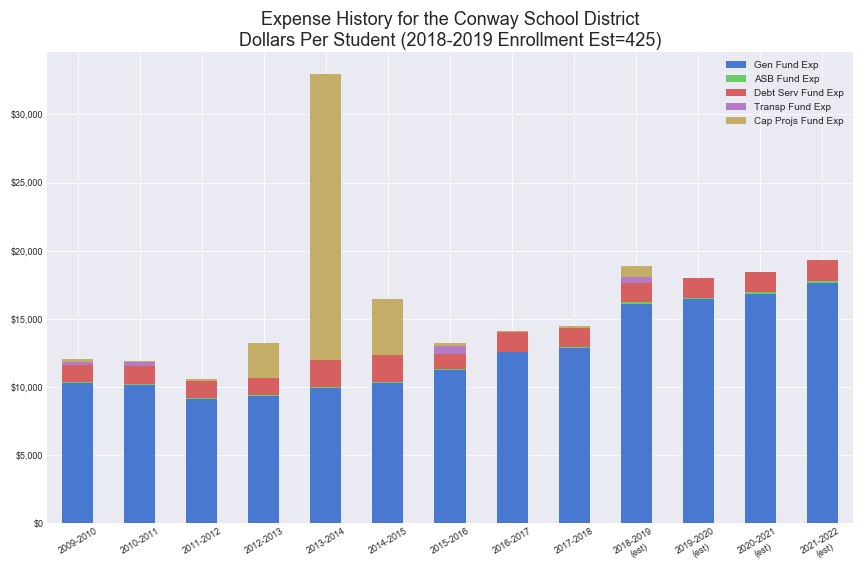 Expense History for the Conway School District
Dollars Per Student (2018-2019 Enrollment Est=425)
Gen Fund Exp
ASB Fund Exp
Debt Serv Fund Exp
Transp Fund Exp
Cap Projs Fund Exp
$30,000
$25,000
$20,000
$15,000
$10,000
$5,000
$0
2009-2010
2010-2011
2011-2012
2012-2013
2013-2014
2014-2015
2015-2016
2016-2017
2017-2018
2018-2019
(est)
2019-2020
(est)
2020-2021
(est)
2021-2022
(est)